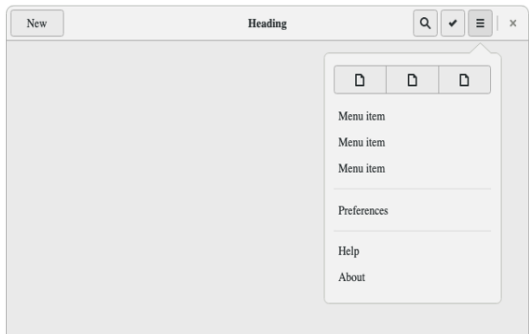 New
Heading
Menu item
Menu item
Menu item
Preferences
Help
About